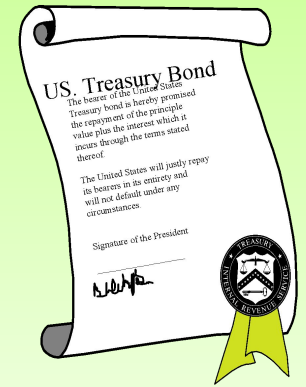 US. Treasury Bond
The bearer of the United States
Treasury bond is hereby promised
the repayment of the principle
value plus the interest which it
incurs through the terms stated
thereof.
The United States will justly repay
its bearers in its entirety and
will not default under any
circumstances.
Signature of the President
TREASURY
INTERNAL REVENUE SERVICE